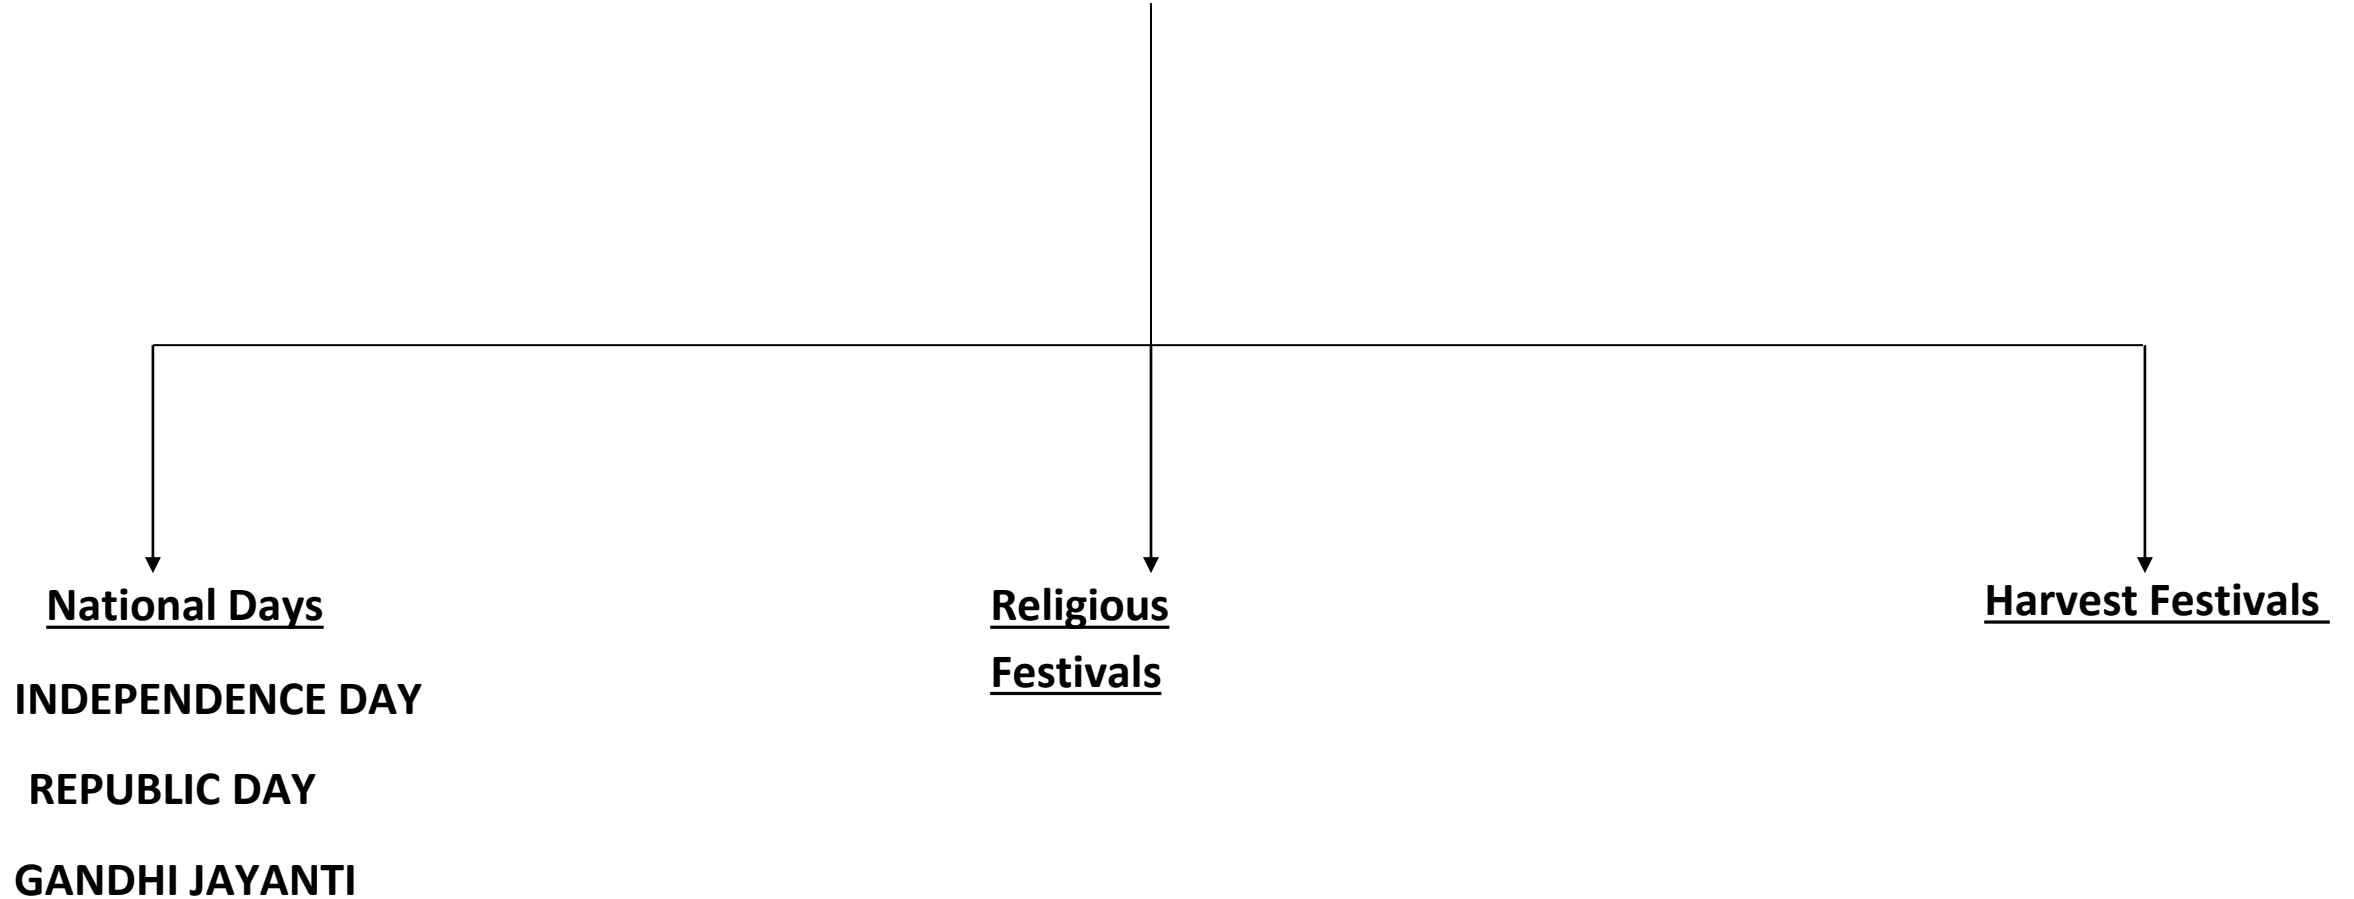 National Days
INDEPENDENCE DAY
REPUBLIC DAY
GANDHI JAYANTI
Religious
Festivals
Harvest Festivals